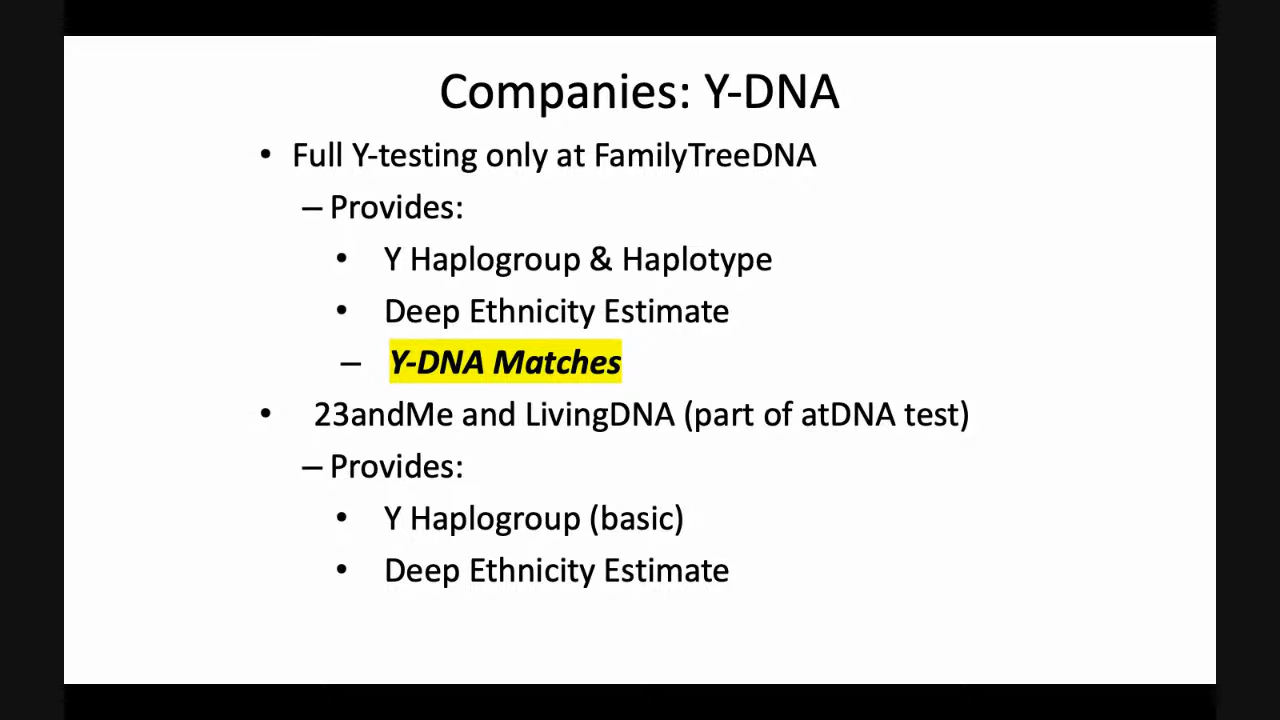 Companies: Y-DNA
• Full Y-testing only at FamilyTreeDNA
– Provides:
• Y Haplogroup & Haplotype
• Deep Ethnicity Estimate
– Y-DNA Matches
• 23andMe and LivingDNA (part of atDNA test)
– Provides:
• Y Haplogroup (basic)
• Deep Ethnicity Estimate